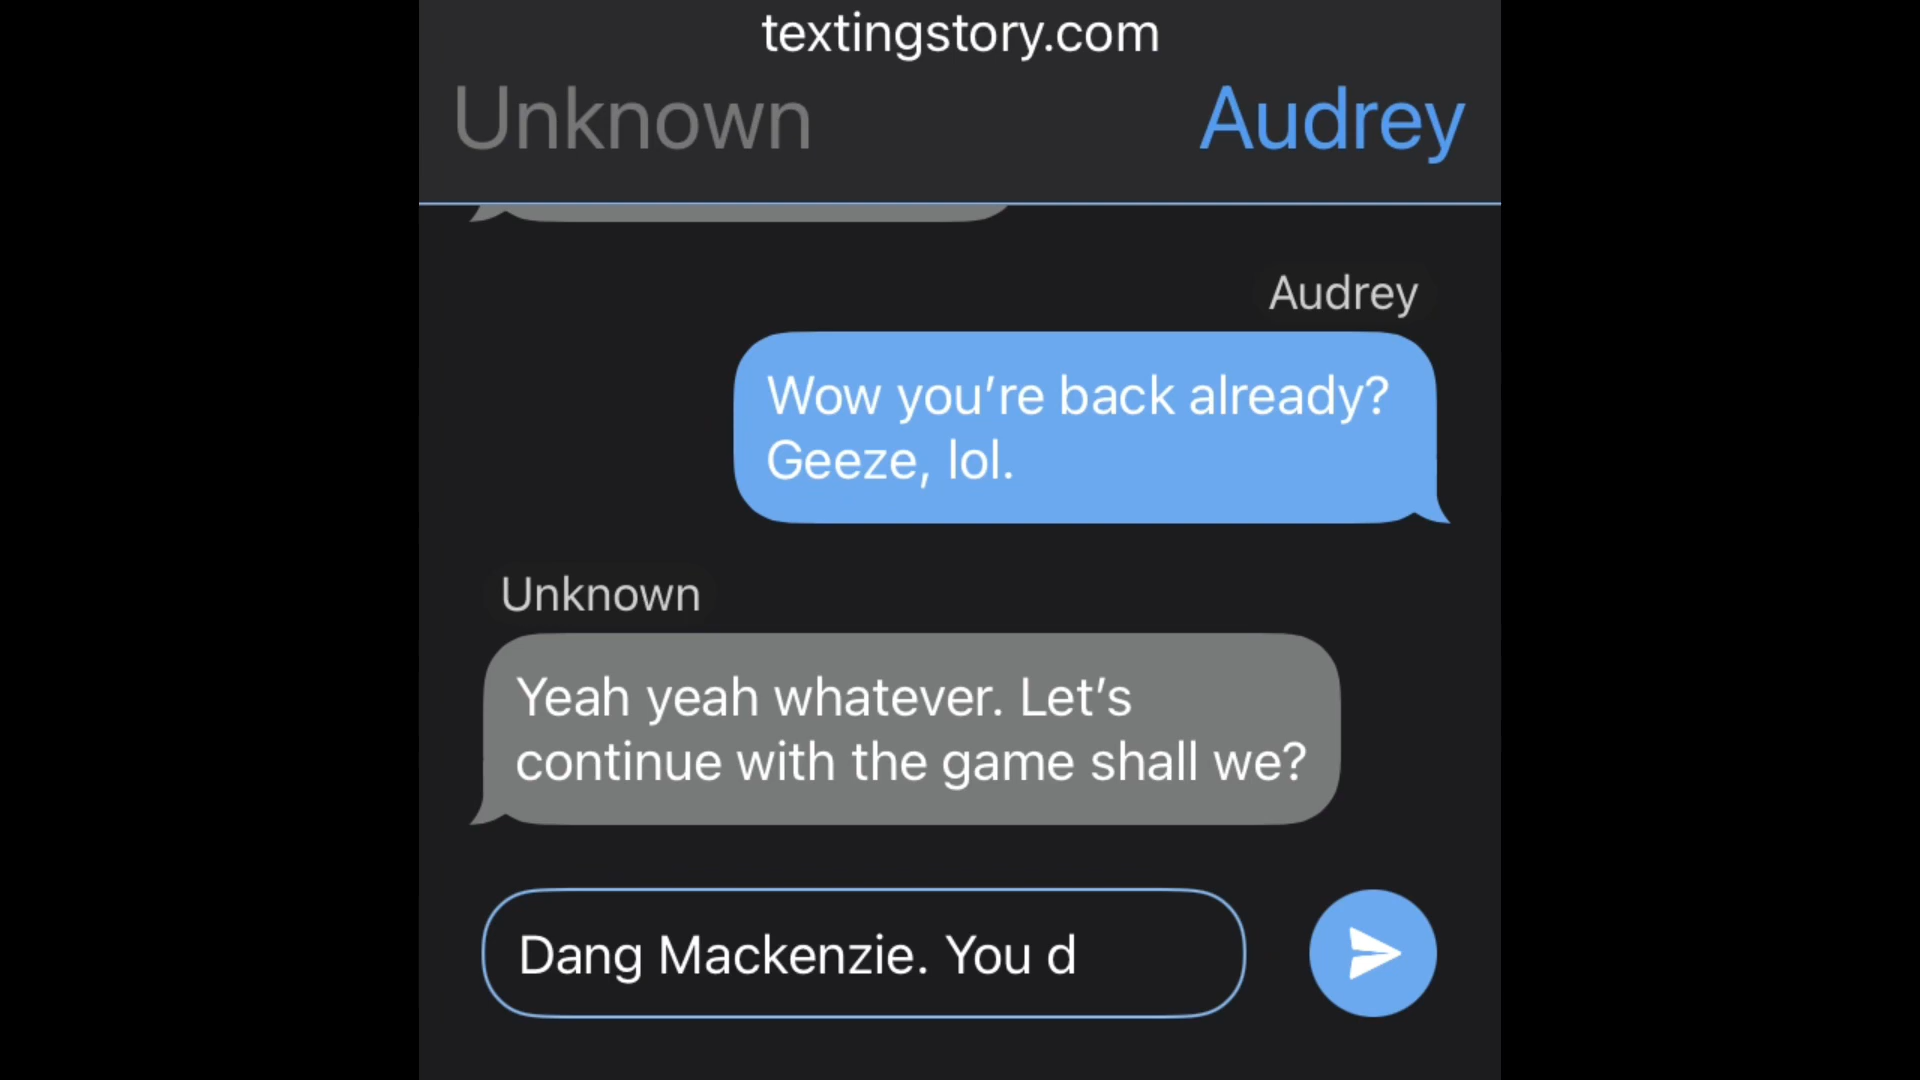 textingstory.com
Unknown Audrey
Audrey
Wow you’re back already?
Geeze, lol.
Unknown
Yeah yeah whatever. Let’s
continue with the game shall we?
Dang Mackenzie. You d